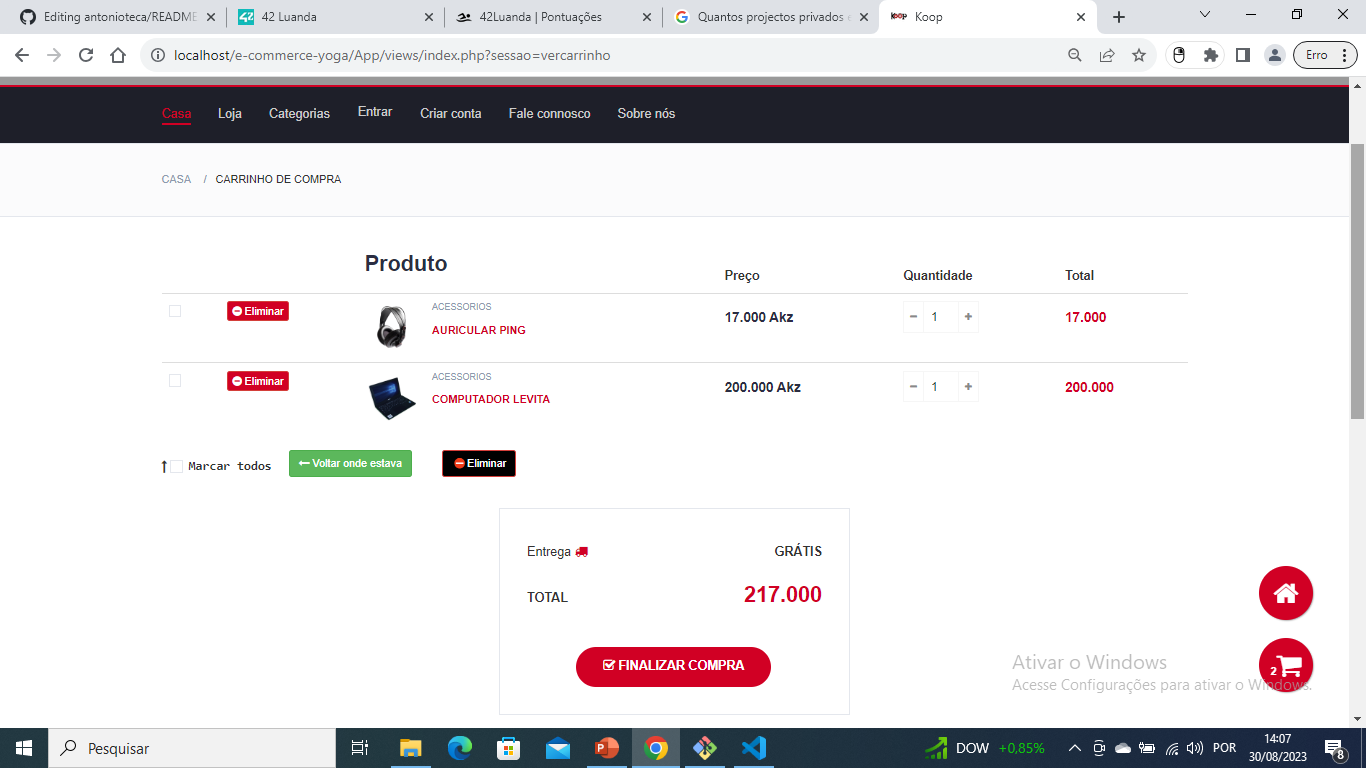 Editing antonioteca/README
42 Luanda
42Luanda | Pontuações
Quantos projectos privados e
Koop
localhost/e-commerce-yoga/App/views/index.php?sessao=vercarrinho
Erro
Casa
Loja
Categorias
Entrar
Criar conta
Fale connosco
Sobre nós
CASA / CARRINHO DE COMPRA
Produto
Preço
Quantidade
Total
Eliminar
ACESSORIOS
AURICULAR PING
17.000 Akz
1
17.000
Eliminar
ACESSORIOS
COMPUTADOR LEVITA
200.000 Akz
1
200.000
Marcar todos
Voltar onde estava
Eliminar
Entrega
GRÁTIS
TOTAL
217.000
FINALIZAR COMPRA
2
Ativar o Windows
Acesse Configurações para ativar o Windows.
Pesquisar
DOW +0,85%
POR
14:07
30/08/2023
8